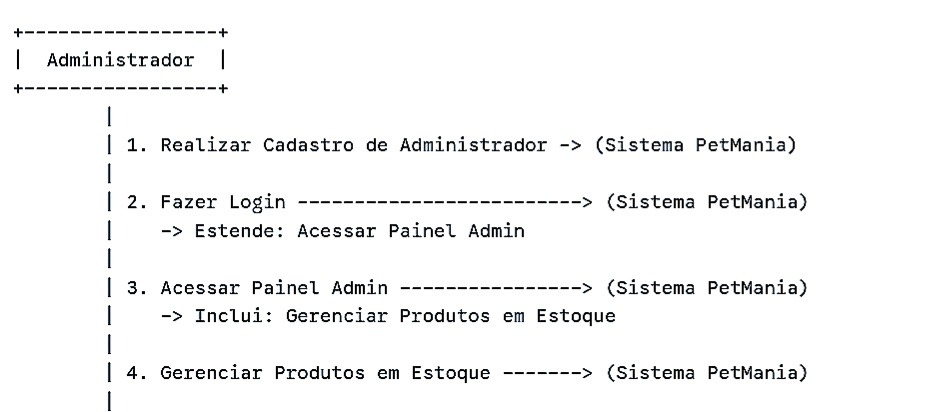 +-----------------+
|  Administrador  |
+-----------------+
        |
        | 1. Realizar Cadastro de Administrador -> (Sistema PetMania)
        |
        | 2. Fazer Login -------------------------> (Sistema PetMania)
        |    -> Estende: Acessar Painel Admin
        |
        | 3. Acessar Painel Admin ----------------> (Sistema PetMania)
        |    -> Inclui: Gerenciar Produtos em Estoque
        |
        | 4. Gerenciar Produtos em Estoque -------> (Sistema PetMania)
        |